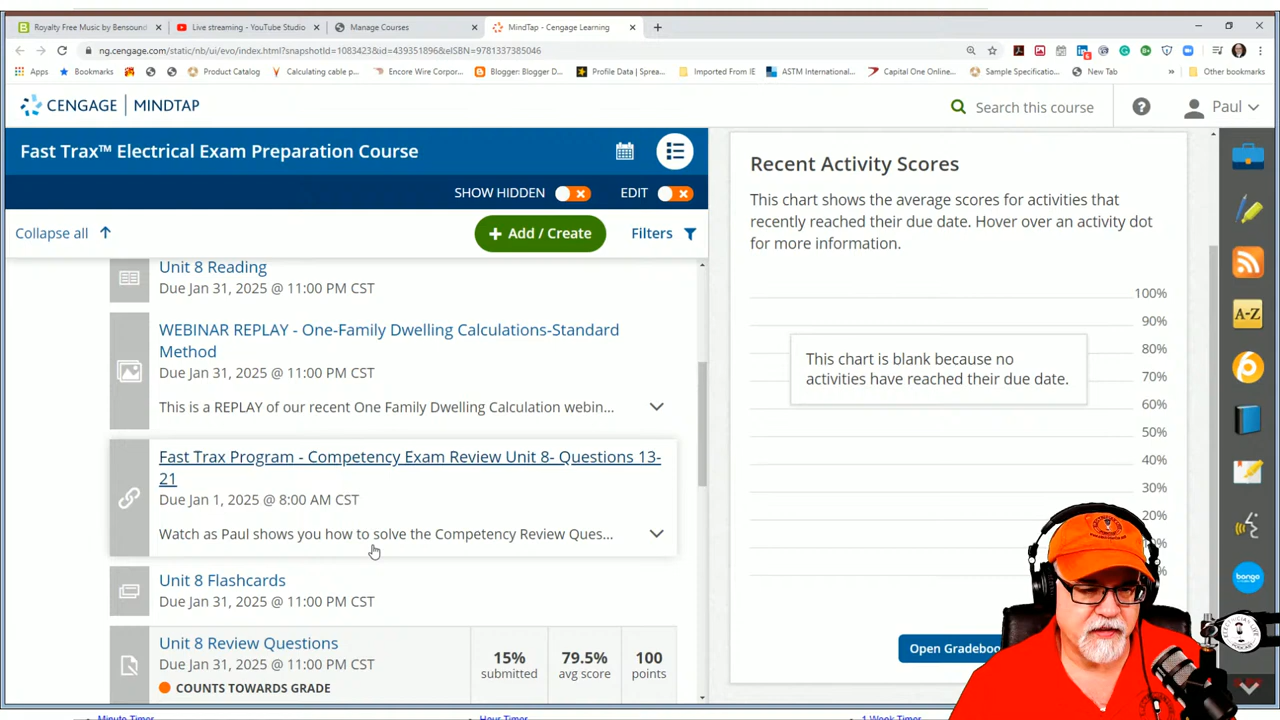 Royalty Free Music by Bensound
Live streaming - YouTube Studio
Manage Courses
MindTap - Cengage Learning
ng.cengage.com/static/nb/ui/evo/index.html?snapshotId=1083423&id=439351896&eISBN=9781337385046
Apps
Bookmarks
Product Catalog
Calculating cable p...
Encore Wire Corpor...
Blogger: Blogger D...
Profile Data | Sprea...
Imported From IE
ASTM International...
Capital One Online...
Sample Specificatio...
New Tab
»
Other bookmarks
CENGAGE | MINDTAP
Search this course
Paul
Fast Trax™ Electrical Exam Preparation Course
SHOW HIDDEN
EDIT
Collapse all
+ Add / Create
Filters
Unit 8 Reading
Due Jan 31, 2025 @ 11:00 PM CST
WEBINAR REPLAY - One-Family Dwelling Calculations-Standard
Method
Due Jan 31, 2025 @ 11:00 PM CST
This is a REPLAY of our recent One Family Dwelling Calculation webin...
Fast Trax Program - Competency Exam Review Unit 8- Questions 13-
21
Due Jan 1, 2025 @ 8:00 AM CST
Watch as Paul shows you how to solve the Competency Review Ques...
Unit 8 Flashcards
Due Jan 31, 2025 @ 11:00 PM CST
Unit 8 Review Questions
Due Jan 31, 2025 @ 11:00 PM CST
COUNTS TOWARDS GRADE
15%
submitted
79.5%
avg score
100
points
Recent Activity Scores
This chart shows the average scores for activities that
recently reached their due date. Hover over an activity dot
for more information.
100%
90%
80%
70%
60%
50%
40%
30%
20%
This chart is blank because no
activities have reached their due date.
Open Gradeboo
A-Z
bongo
Minute Timer
Hour Timer
1 Week Timer